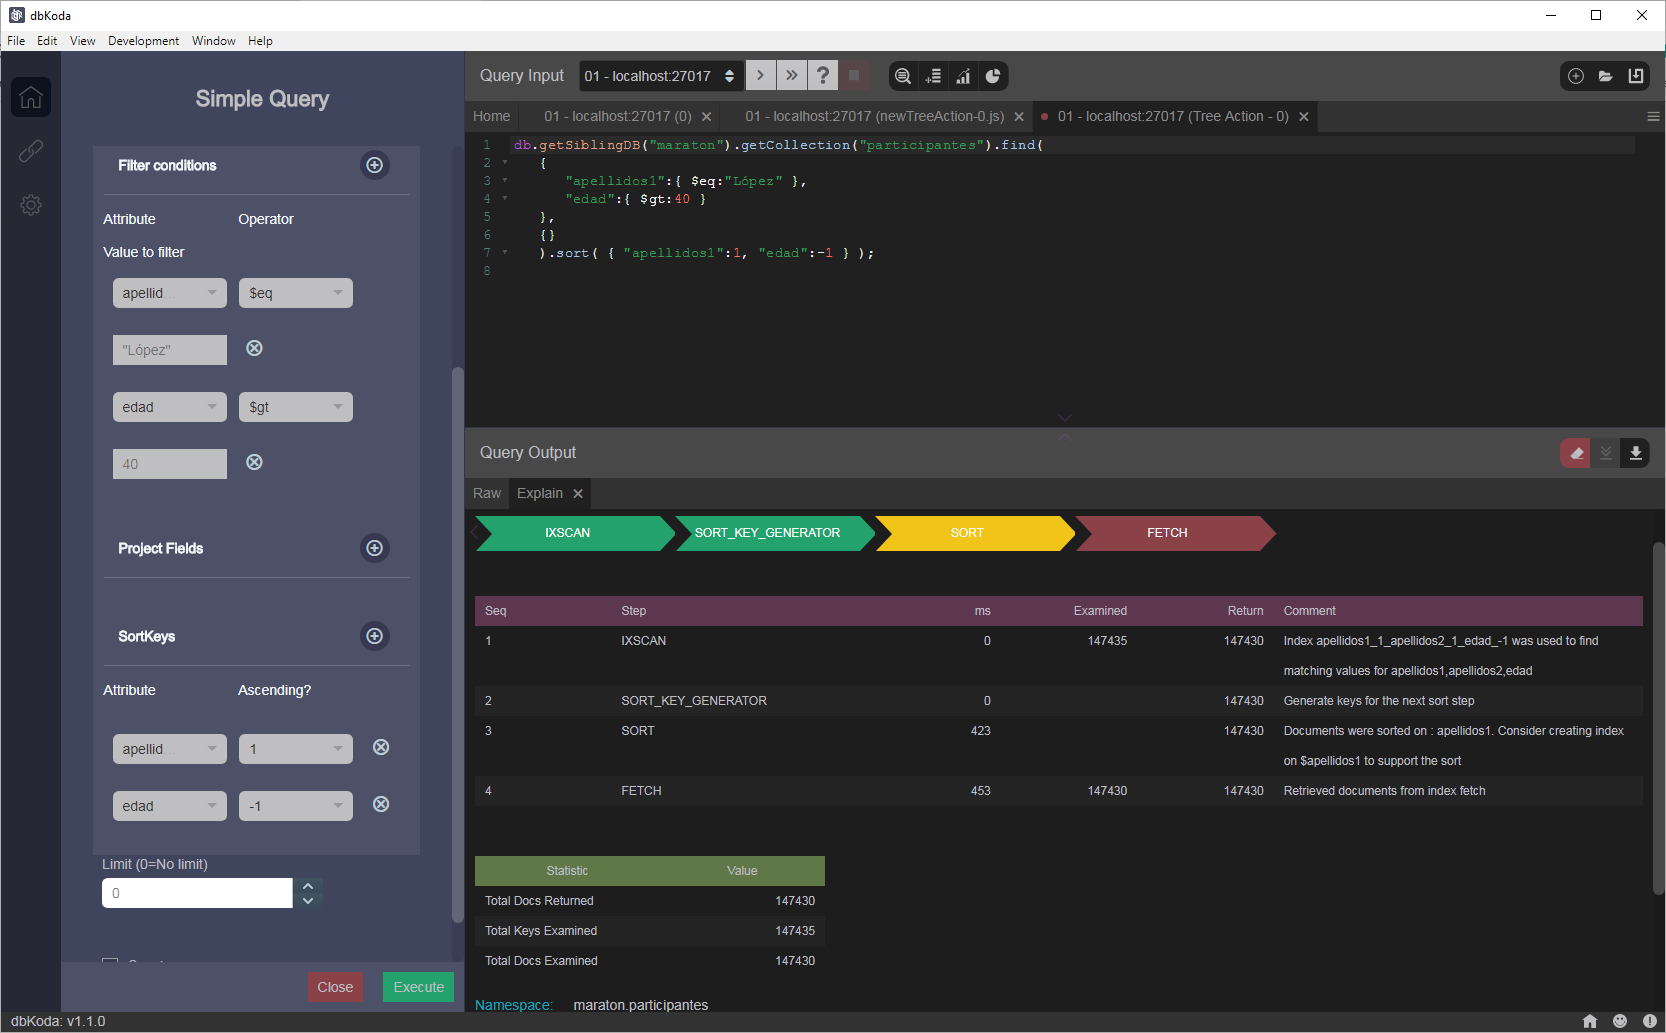 dbKoda
File Edit View Development Window Help
Simple Query
Filter conditions
Attribute Operator
Value to filter
apellid $eq
"López"
edad $gt
40
Project Fields
SortKeys
Attribute Ascending?
apellid 1
edad -1
Limit (0=No limit)
0
Close Execute
Query Input 01 - localhost:27017
Home 01 - localhost:27017 (0) 01 - localhost:27017 (newTreeAction-0.js) 01 - localhost:27017 (Tree Action - 0)
1 db.getSiblingDB("maraton").getCollection("participantes").find(
2 {
3 "apellidos1":{ $eq:"López" },
4 "edad":{ $gt:40 }
5 },
6 {}
7 ).sort( { "apellidos1":1, "edad":-1 } );
8
Query Output
Raw Explain
IXSCAN SORT_KEY_GENERATOR SORT FETCH
Seq Step ms Examined Return Comment
1 IXSCAN 0 147435 147430 Index apellidos1_1_apellidos2_1_edad_-1 was used to find
matching values for apellidos1,apellidos2,edad
2 SORT_KEY_GENERATOR 0 147430 Generate keys for the next sort step
3 SORT 423 147430 Documents were sorted on : apellidos1. Consider creating index
on $apellidos1 to support the sort
4 FETCH 453 147430 147430 Retrieved documents from index fetch
Statistic Value
Total Docs Returned 147430
Total Keys Examined 147435
Total Docs Examined 147430
Namespace: maraton.participantes
dbKoda: v1.1.0